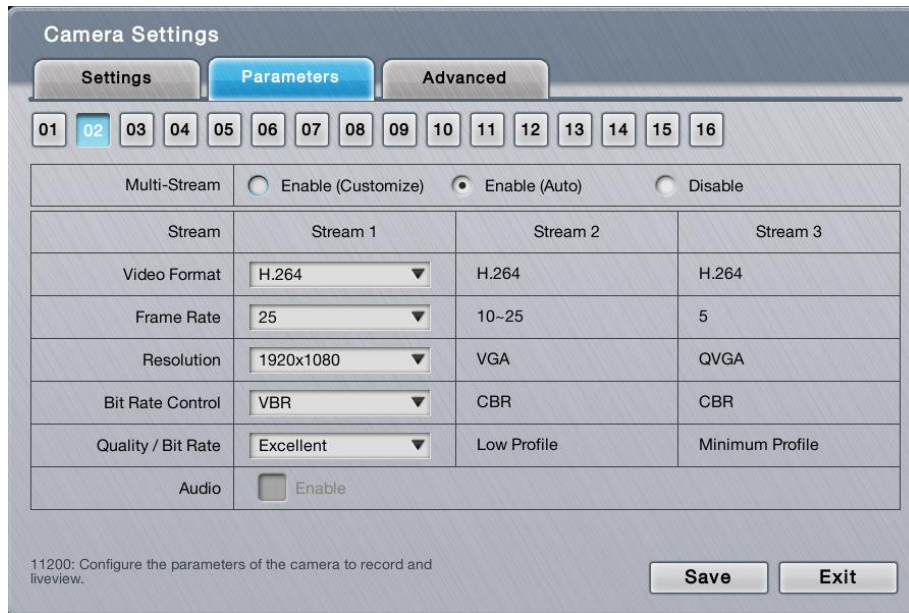 Camera Settings
Settings Parameters Advanced
01 02 03 04 05 06 07 08 09 10 11 12 13 14 15 16
Multi-Stream Enable (Customize) Enable (Auto) Disable
Stream Stream 1 Stream 2 Stream 3
Video Format H.264 H.264 H.264
Frame Rate 25 10~25 5
Resolution 1920x1080 VGA QVGA
Bit Rate Control VBR CBR CBR
Quality / Bit Rate Excellent Low Profile Minimum Profile
Audio Enable
11200: Configure the parameters of the camera to record and
liveview.
Save Exit